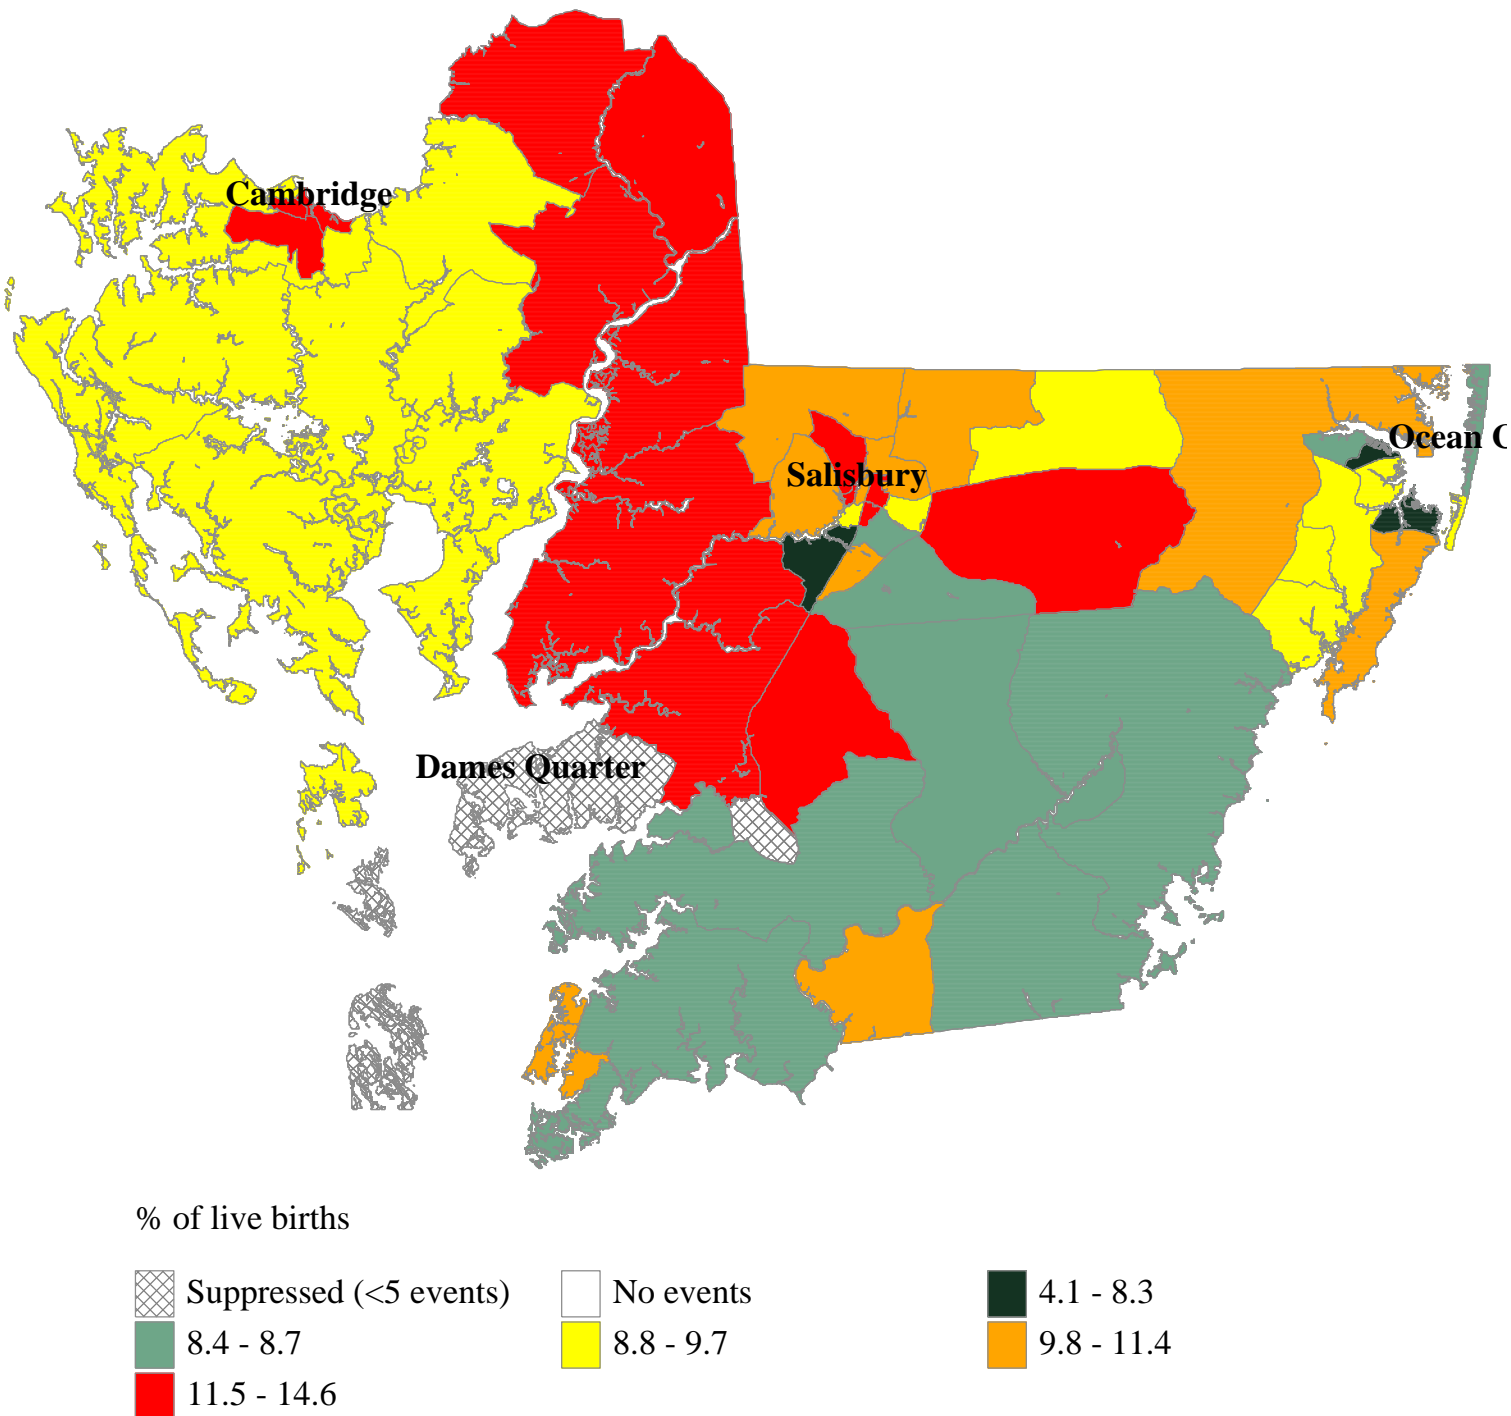 Cambridge
Ocean C
Salisbury
Dames Quarter
% of live births
Suppressed (<5 events)
No events
4.1 - 8.3
8.4 - 8.7
8.8 - 9.7
9.8 - 11.4
11.5 - 14.6